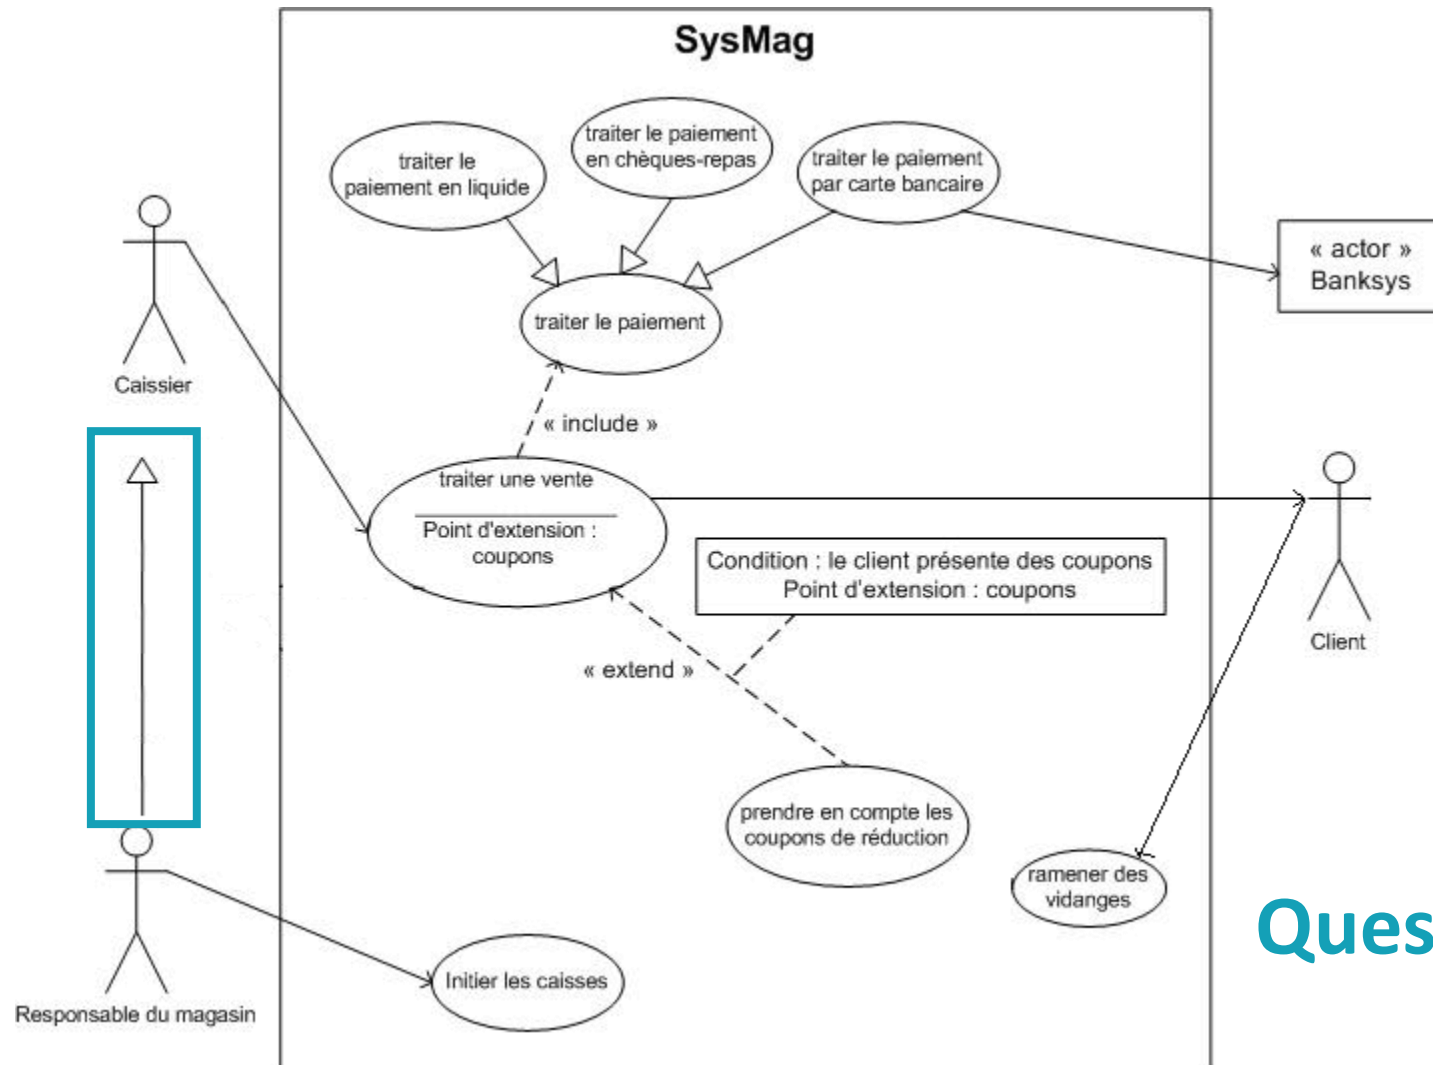 SysMag
traiter le
paiement en liquide
traiter le paiement
en chèques-repas
traiter le paiement
par carte bancaire
« actor »
Banksys
traiter le paiement
Caissier
« include »
traiter une vente
Point d'extension :
coupons
Condition : le client présente des coupons
Point d'extension : coupons
Client
« extend »
prendre en compte les
coupons de réduction
ramener des
vidanges
Ques
Initier les caisses
Responsable du magasin